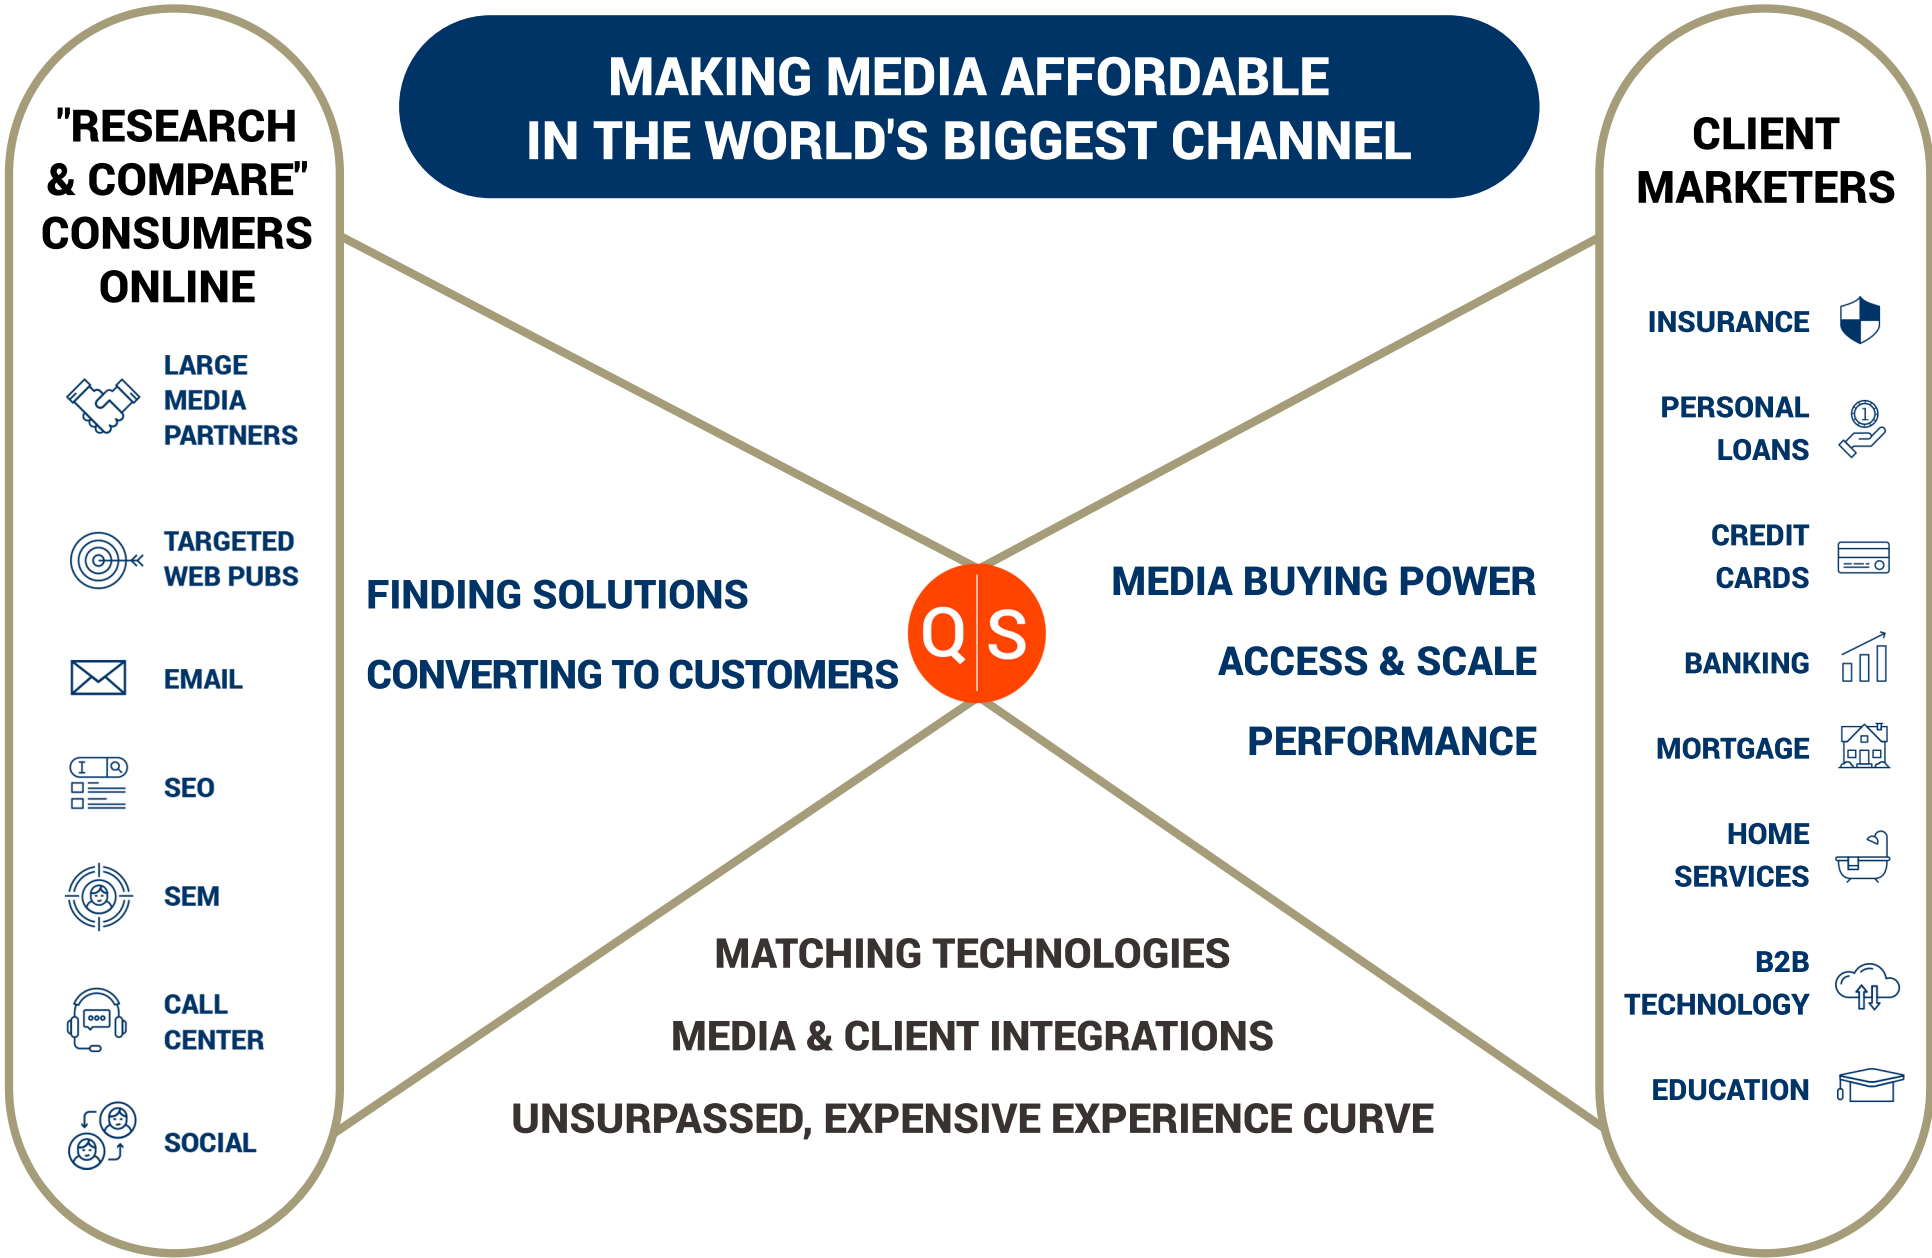 MAKING MEDIA AFFORDABLE
IN THE WORLD'S BIGGEST CHANNEL
"RESEARCH
& COMPARE"
CONSUMERS
ONLINE
LARGE
MEDIA
PARTNERS
TARGETED
WEB PUBS
EMAIL
SEO
SEM
CALL
CENTER
SOCIAL
FINDING SOLUTIONS
CONVERTING TO CUSTOMERS
Q|S
MEDIA BUYING POWER
ACCESS & SCALE
PERFORMANCE
MATCHING TECHNOLOGIES
MEDIA & CLIENT INTEGRATIONS
UNSURPASSED, EXPENSIVE EXPERIENCE CURVE
CLIENT
MARKETERS
INSURANCE
PERSONAL
LOANS
1
CREDIT
CARDS
BANKING
MORTGAGE
HOME
SERVICES
B2B
TECHNOLOGY
EDUCATION